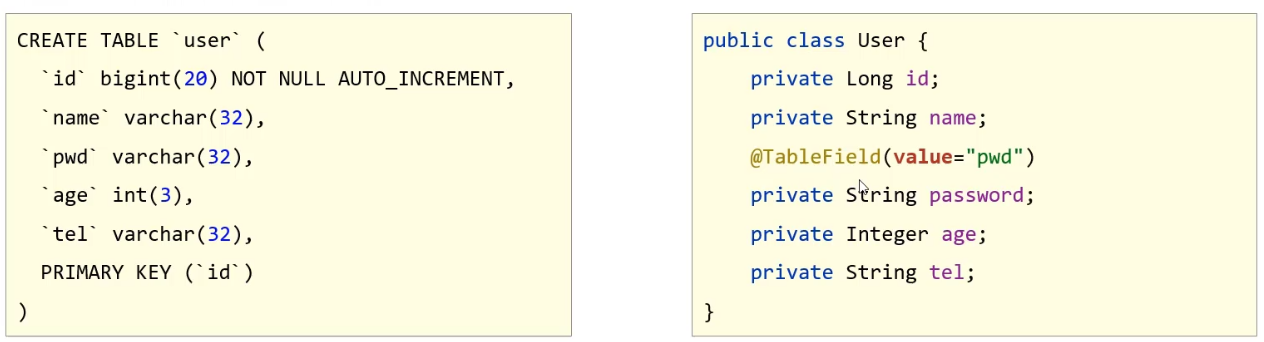 CREATE TABLE `user` (
`id` bigint(20) NOT NULL AUTO_INCREMENT,
`name` varchar(32),
`pwd` varchar(32),
`age` int(3),
`tel` varchar(32),
PRIMARY KEY (`id`)
)
public class User {
private Long id;
private String name;
@TableField(value="pwd")
private String password;
private Integer age;
private String tel;
}